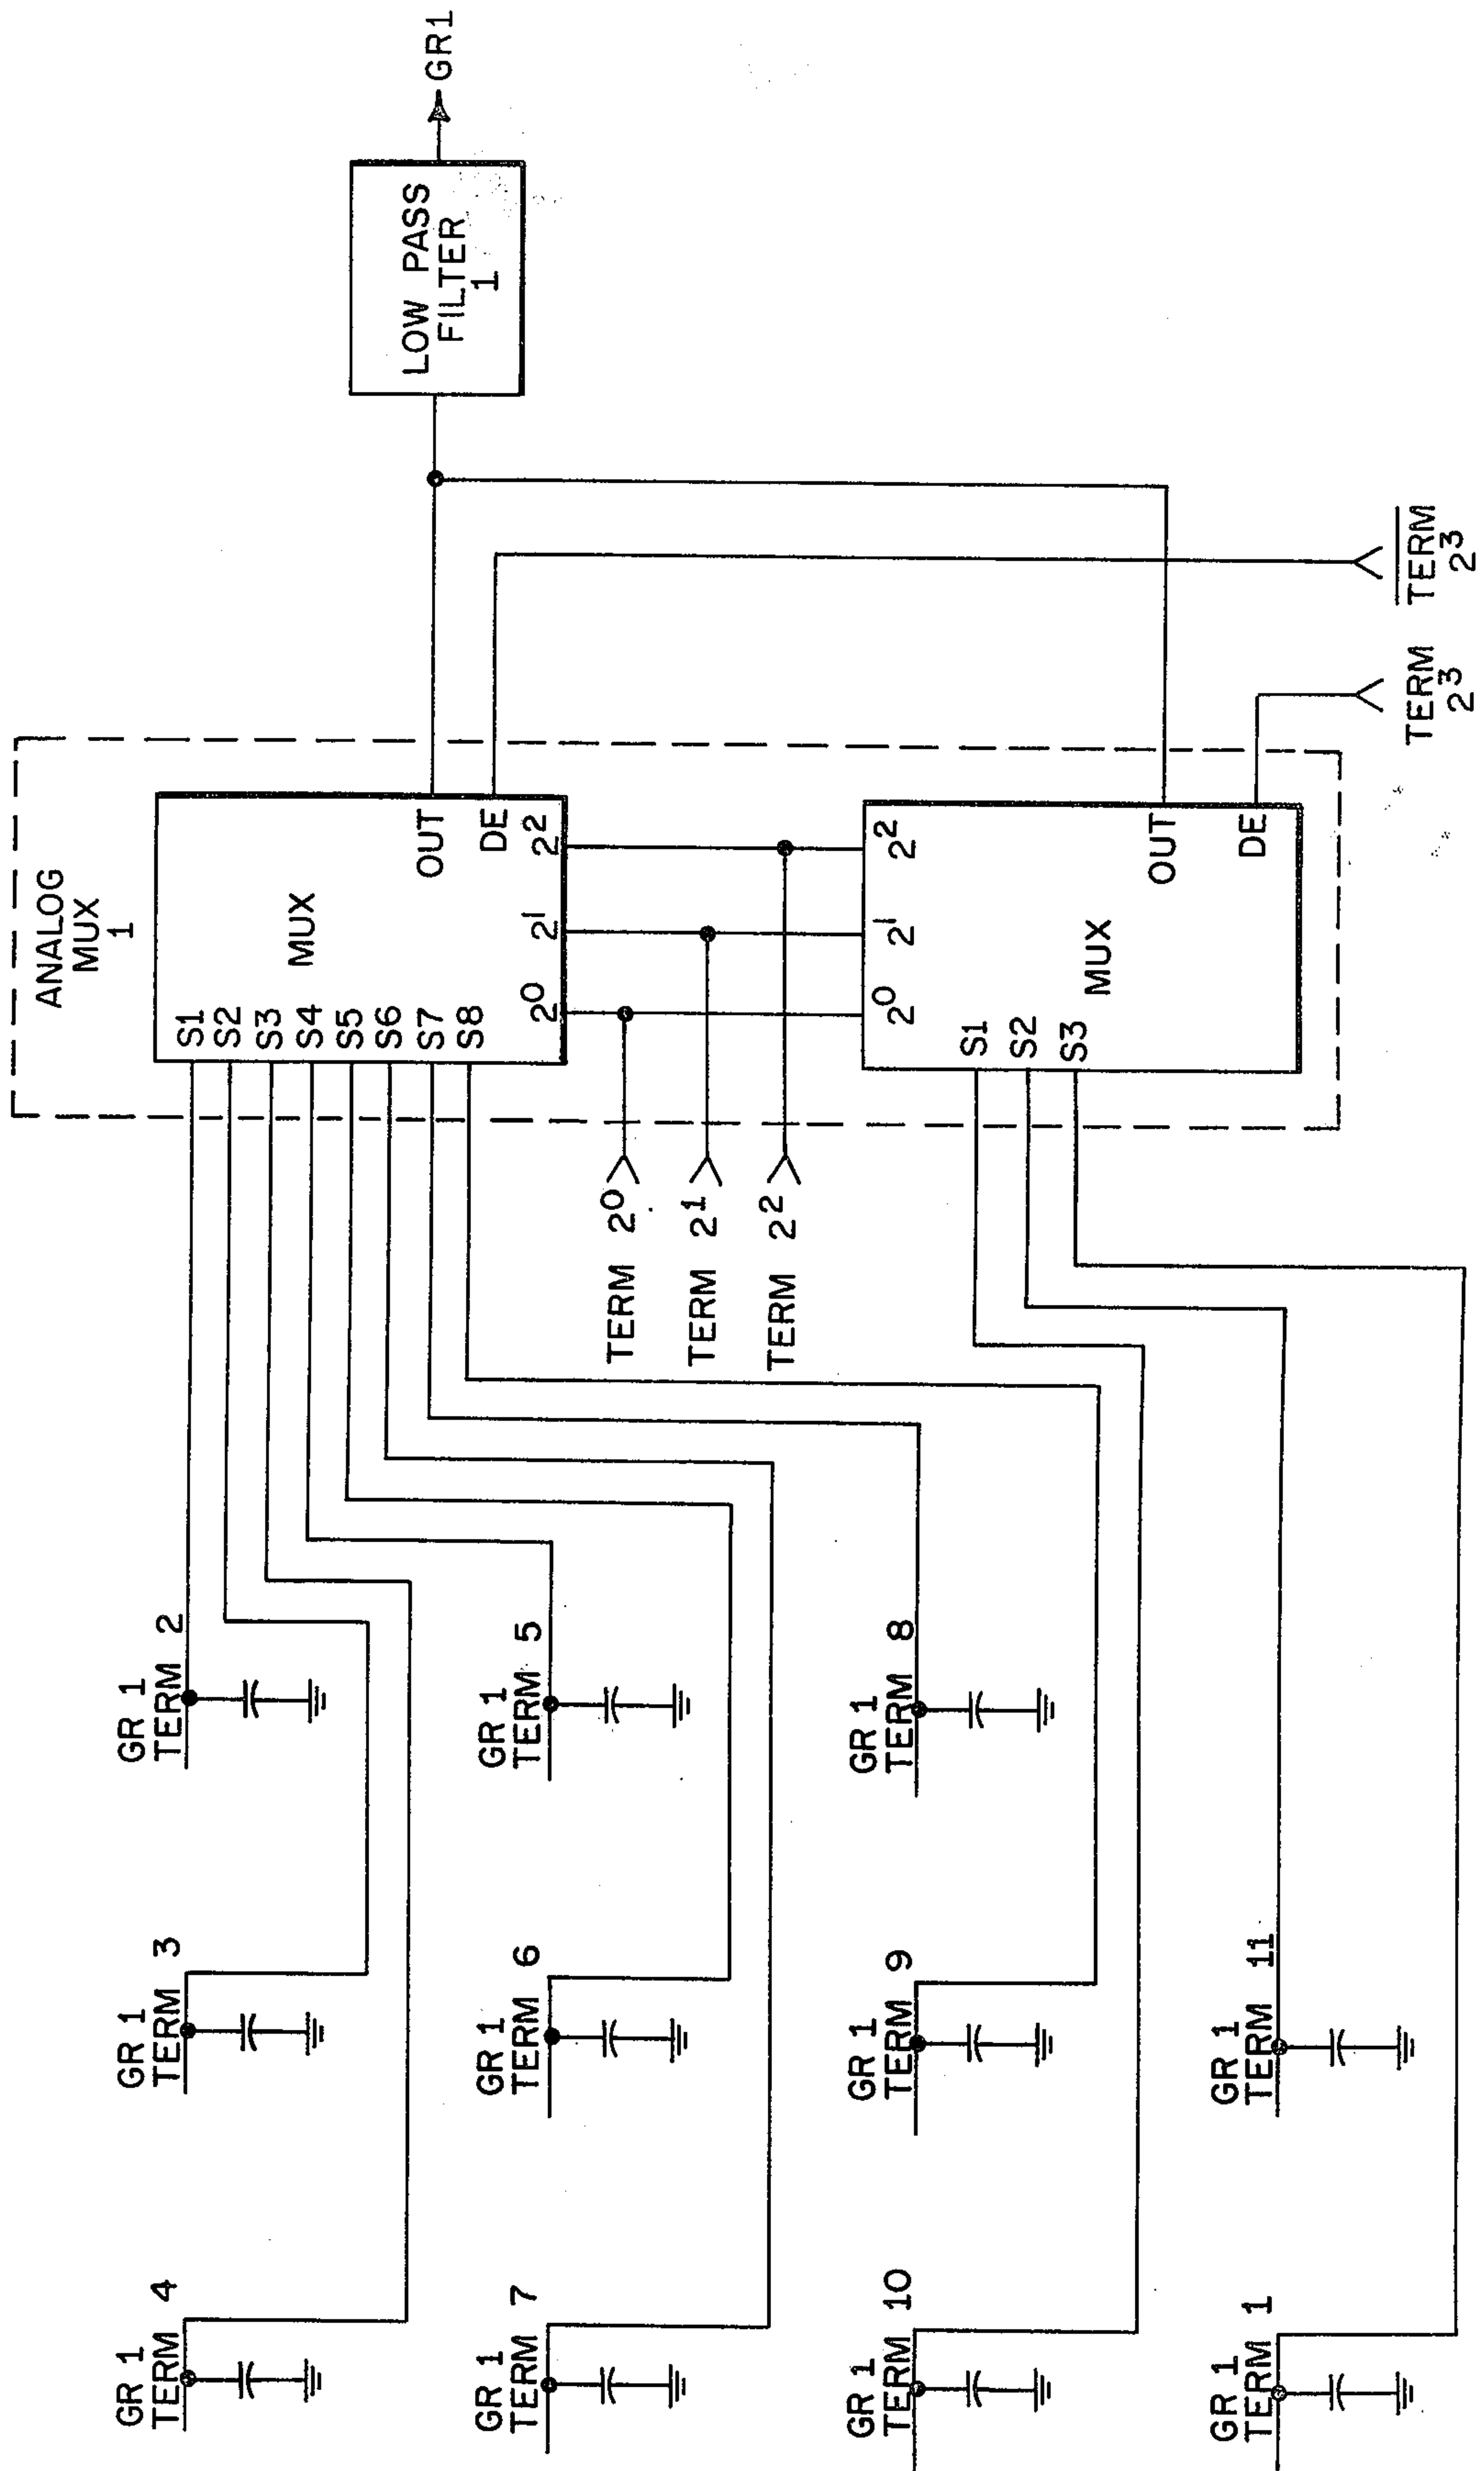 GR 1
TERM 4
GR 1
TERM 3
GR 1
TERM 2
GR 1
TERM 7
GR 1
TERM 6
GR 1
TERM 5
GR 1
TERM 10
GR 1
TERM 9
GR 1
TERM 8
GR 1
TERM 1
GR 1
TERM 11
ANALOG
MUX
1
S1
S2
S3
S4
S5
S6
S7
S8
MUX
OUT
DE
2⁰ 2¹ 2²
TERM 2⁰
TERM 2¹
TERM 2²
2⁰ 2¹ 2²
S1
S2
S3
MUX
OUT
DE
LOW PASS
FILTER
1
GR1
TERM
2³
T̅E̅R̅M̅
2³